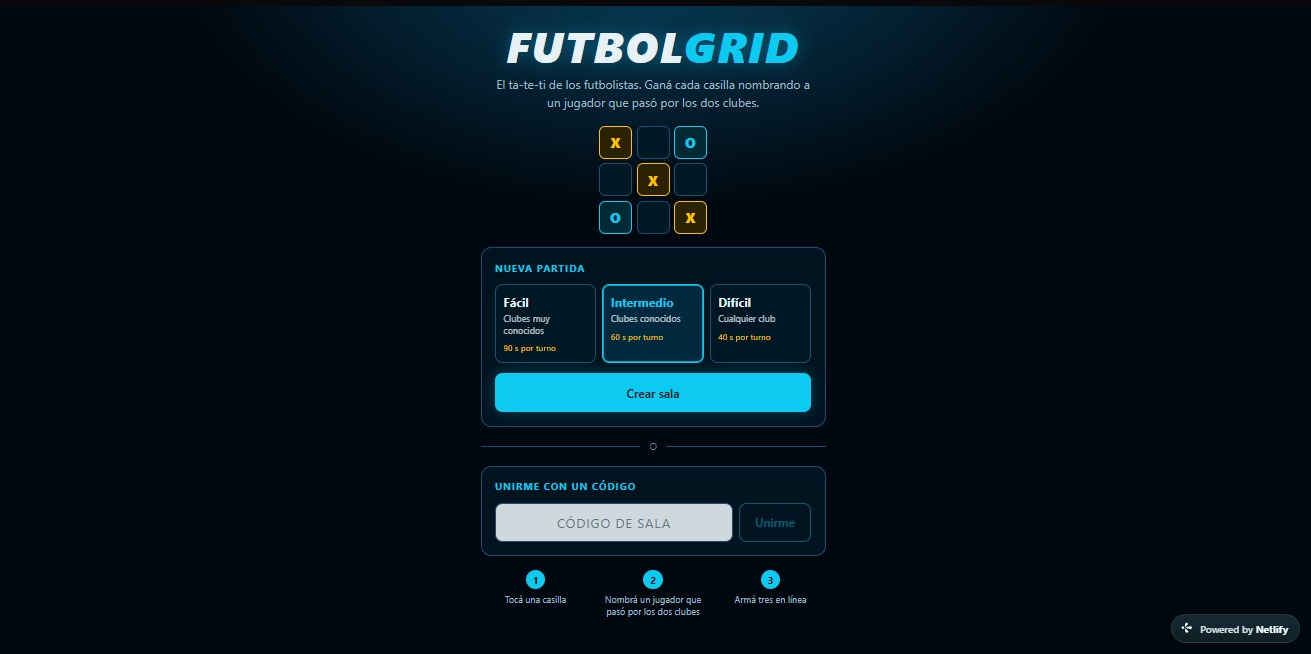 FUTBOLGRID
El ta-te-ti de los futbolistas. Ganá cada casilla nombrando a
un jugador que pasó por los dos clubes.
X O
X
O X
NUEVA PARTIDA
Fácil
Clubes muy
conocidos
90 s por turno
Intermedio
Clubes conocidos
60 s por turno
Difícil
Cualquier club
40 s por turno
Crear sala
O
UNIRME CON UN CÓDIGO
CÓDIGO DE SALA
Unirme
1
Tocá una casilla
2
Nombrá un jugador que
pasó por los dos clubes
3
Armá tres en línea
Powered by Netlify